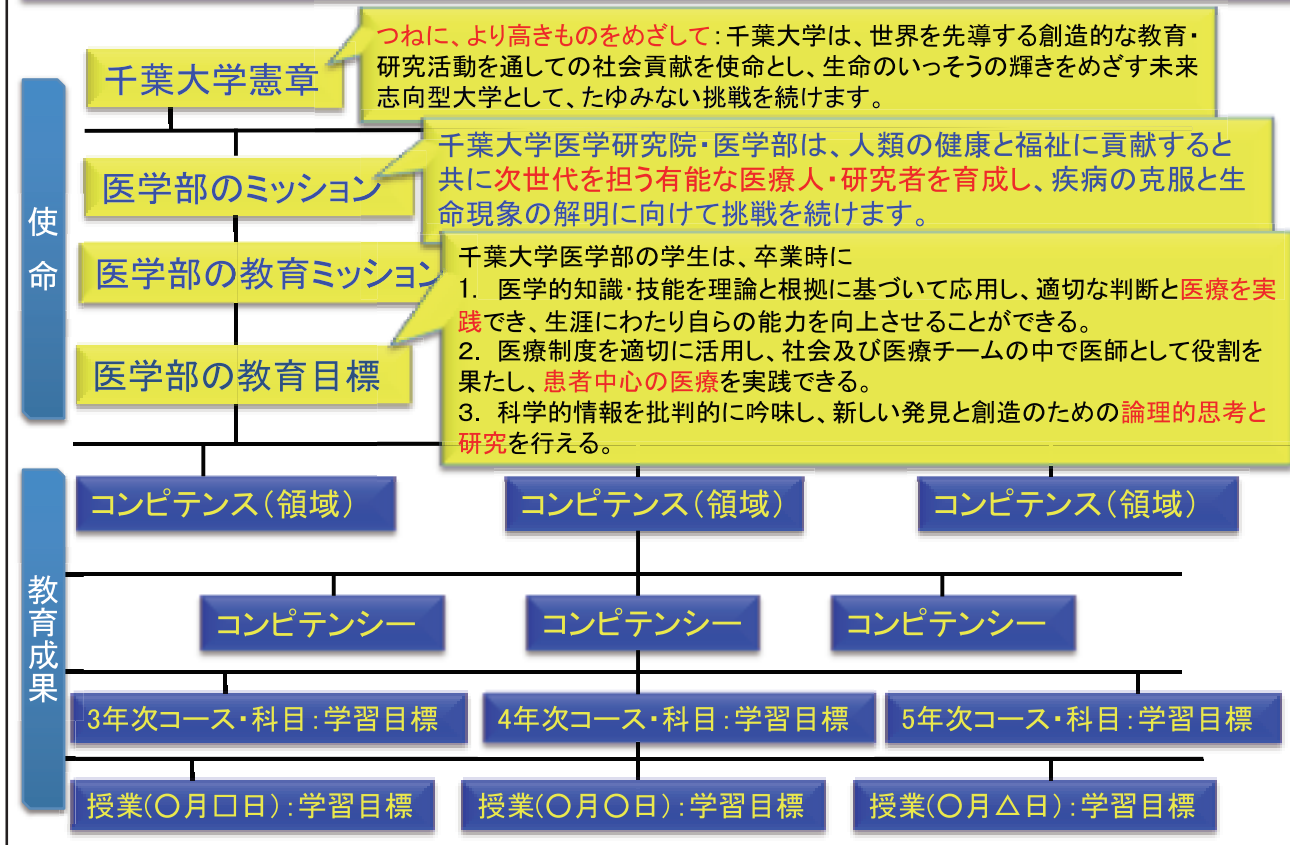 つねに、より高きものをめざして：千葉大学は、世界を先導する創造的な教育・
研究活動を通しての社会貢献を使命とし、生命のいっそうの輝きをめざす未来
志向型大学として、たゆみない挑戦を続けます。
千葉大学憲章
使命
千葉大学医学研究院・医学部は、人類の健康と福祉に貢献すると
共に次世代を担う有能な医療人・研究者を育成し、疾病の克服と生
命現象の解明に向けて挑戦を続けます。
医学部のミッション
医学部の教育ミッション
千葉大学医学部の学生は、卒業時に
1. 医学的知識・技能を理論と根拠に基づいて応用し、適切な判断と医療を実
践でき、生涯にわたり自らの能力を向上させることができる。
2. 医療制度を適切に活用し、社会及び医療チームの中で医師として役割を
果たし、患者中心の医療を実践できる。
3. 科学的情報を批判的に吟味し、新しい発見と創造のための論理的思考と
研究を行える。
医学部の教育目標
教育成果
コンピテンス（領域）
コンピテンス（領域）
コンピテンス（領域）
コンピテンシー
コンピテンシー
コンピテンシー
3年次コース・科目：学習目標
4年次コース・科目：学習目標
5年次コース・科目：学習目標
授業(〇月□日)：学習目標
授業(〇月〇日)：学習目標
授業(〇月△日)：学習目標